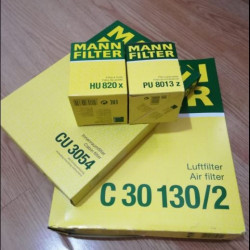 MANN
FILTER
HU 820 x
MANN
FILTER
PU 8013 z
CU 3054
Luftfilter
Air filter
C 30 130/2